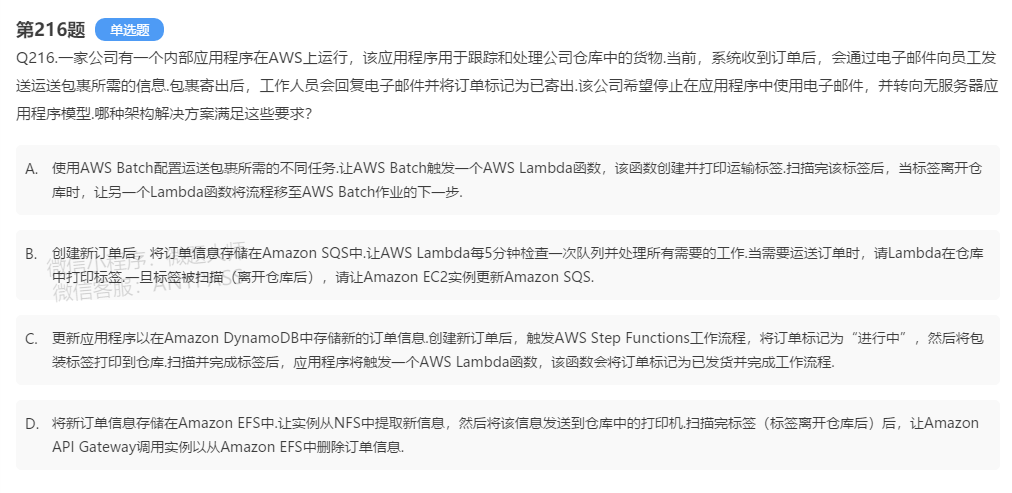 第216题 单选题
Q216.一家公司有一个内部应用程序在AWS上运行，该应用程序用于跟踪和处理公司仓库中的货物.当前，系统收到订单后，会通过电子邮件向员工发
送运送包裹所需的信息.包裹寄出后，工作人员会回复电子邮件并将订单标记为已寄出.该公司希望停止在应用程序中使用电子邮件，并转向无服务器应
用程序模型.哪种架构解决方案满足这些要求？
A. 使用AWS Batch配置运送包裹所需的不同任务.让AWS Batch触发一个AWS Lambda函数，该函数创建并打印运输标签.扫描完该标签后，当标签离开仓
库时，让另一个Lambda函数将流程移至AWS Batch作业的下一步.
B. 创建新订单后，将订单信息存储在Amazon SQS中.让AWS Lambda每5分钟检查一次队列并处理所有需要的工作.当需要运送订单时，请Lambda在仓库
中打印标签.一旦标签被扫描（离开仓库后），请让Amazon EC2实例更新Amazon SQS.
C. 更新应用程序以在Amazon DynamoDB中存储新的订单信息.创建新订单后，触发AWS Step Functions工作流程，将订单标记为“进行中”，然后将包
装标签打印到仓库.扫描并完成标签后，应用程序将触发一个AWS Lambda函数，该函数会将订单标记为已发货并完成工作流程.
D. 将新订单信息存储在Amazon EFS中.让实例从NFS中提取新信息，然后将该信息发送到仓库中的打印机.扫描完标签（标签离开仓库后）后，让Amazon
API Gateway调用实例以从Amazon EFS中删除订单信息.
微信小程序：
微信客服：